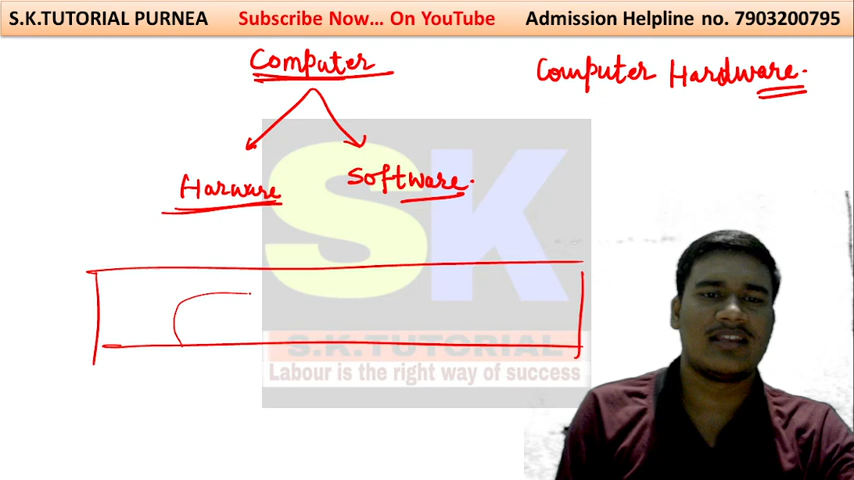 S.K.TUTORIAL PURNEA Subscribe Now... On YouTube Admission Helpline no. 7903200795
Computer
Computer Hardware.
Harware
Software.
SK
S.K.TUTORIAL
Labour is the right way of success